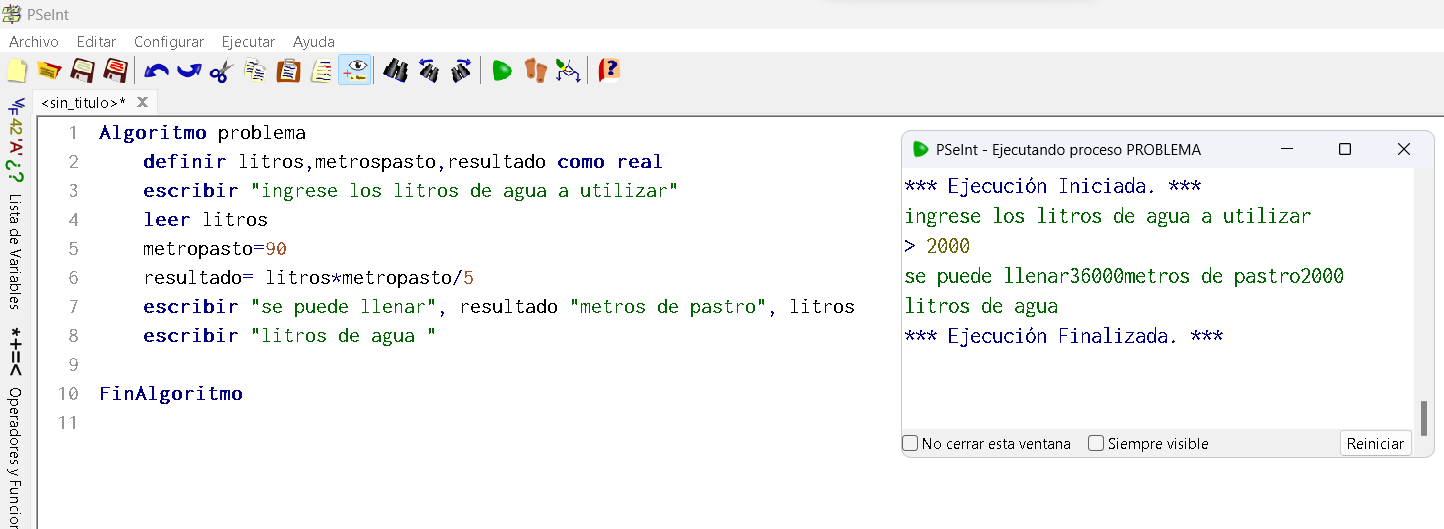 PSeInt
Archivo Editar Configurar Ejecutar Ayuda
<sin_titulo>* X
1 Algoritmo problema
2 definir litros,metrospasto,resultado como real
3 escribir "ingrese los litros de agua a utilizar"
4 leer litros
5 metropasto=90
6 resultado= litros*metropasto/5
7 escribir "se puede llenar", resultado "metros de pastro", litros
8 escribir "litros de agua "
9
10 FinAlgoritmo
11
V/F 42 'A' ¿?
Lista de Variables
*+=<
Operadores y Funcior
PSeInt - Ejecutando proceso PROBLEMA
*** Ejecución Iniciada. ***
ingrese los litros de agua a utilizar
> 2000
se puede llenar36000metros de pastro2000
litros de agua
*** Ejecución Finalizada. ***
No cerrar esta ventana Siempre visible Reiniciar